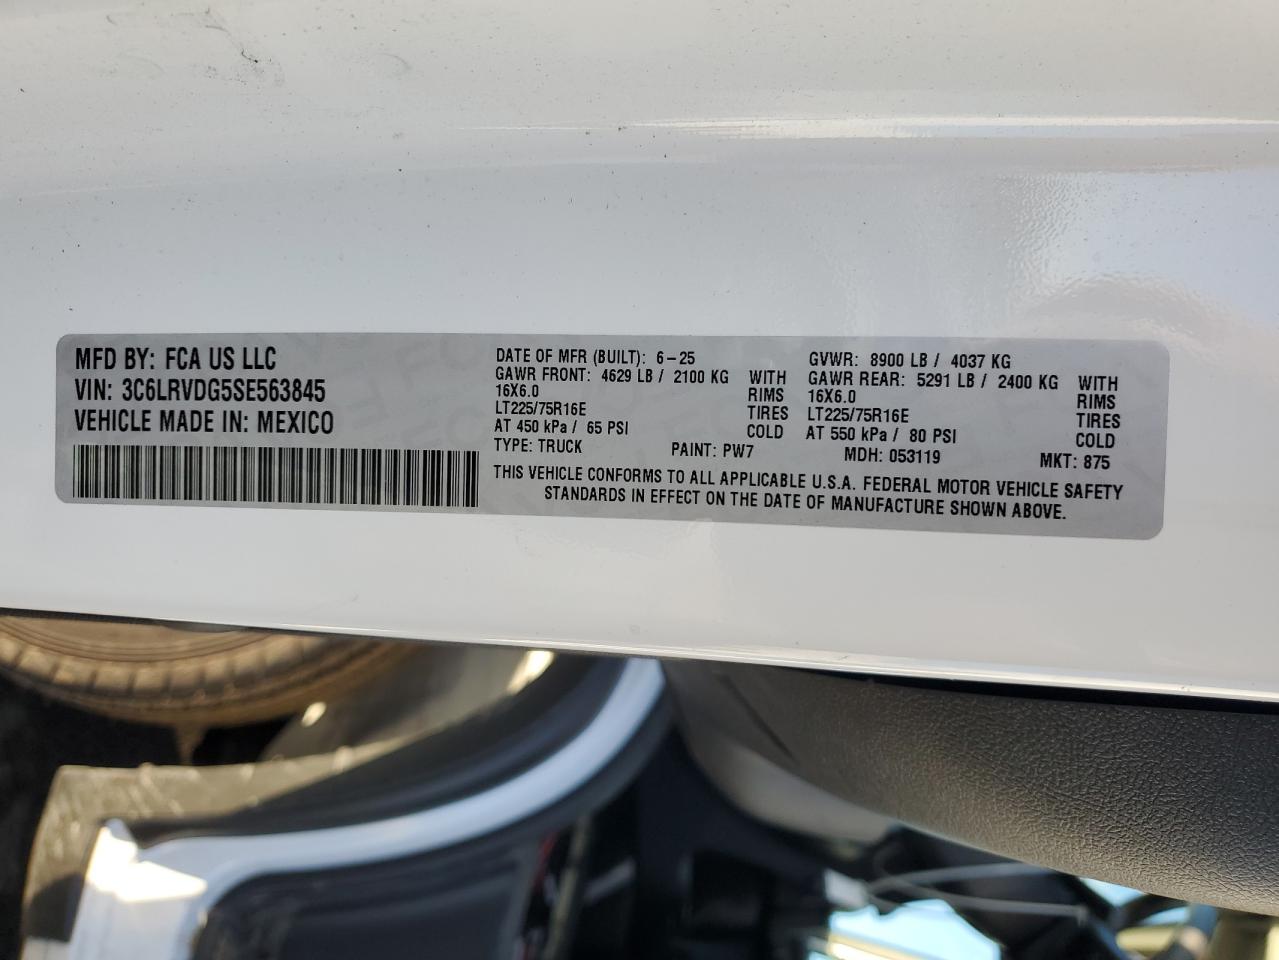 MFD BY: FCA US LLC
VIN: 3C6LRVDG5SE563845
VEHICLE MADE IN: MEXICO
DATE OF MFR (BUILT): 6-25
GAWR FRONT: 4629 LB / 2100 KG WITH
16X6.0 RIMS
LT225/75R16E TIRES
AT 450 kPa / 65 PSI COLD
TYPE: TRUCK PAINT: PW7
GVWR: 8900 LB / 4037 KG
GAWR REAR: 5291 LB / 2400 KG WITH
16X6.0 RIMS
LT225/75R16E TIRES
AT 550 kPa / 80 PSI COLD
MDH: 053119 MKT: 875
THIS VEHICLE CONFORMS TO ALL APPLICABLE U.S.A. FEDERAL MOTOR VEHICLE SAFETY
STANDARDS IN EFFECT ON THE DATE OF MANUFACTURE SHOWN ABOVE.